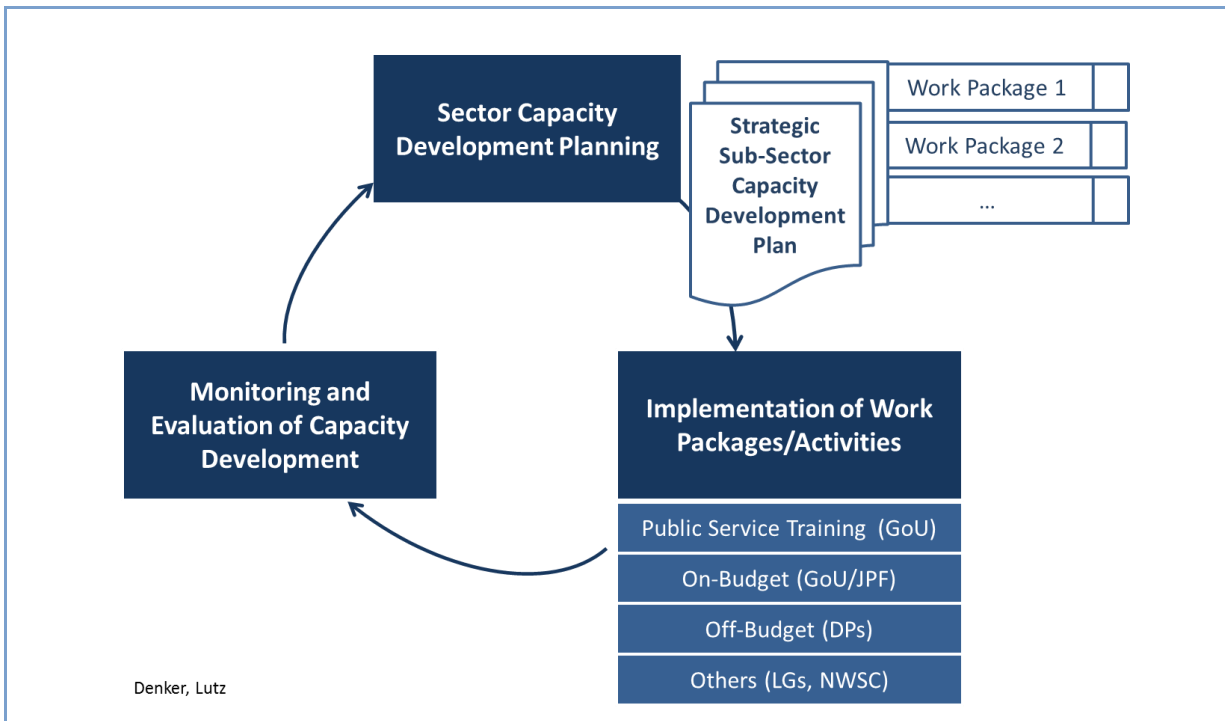 Sector Capacity
Development Planning
Strategic
Sub-Sector
Capacity
Development
Plan
Work Package 1
Work Package 2
...
Monitoring and
Evaluation of Capacity
Development
Implementation of Work
Packages/Activities
Public Service Training (GoU)
On-Budget (GoU/JPF)
Off-Budget (DPs)
Others (LGs, NWSC)
Denker, Lutz